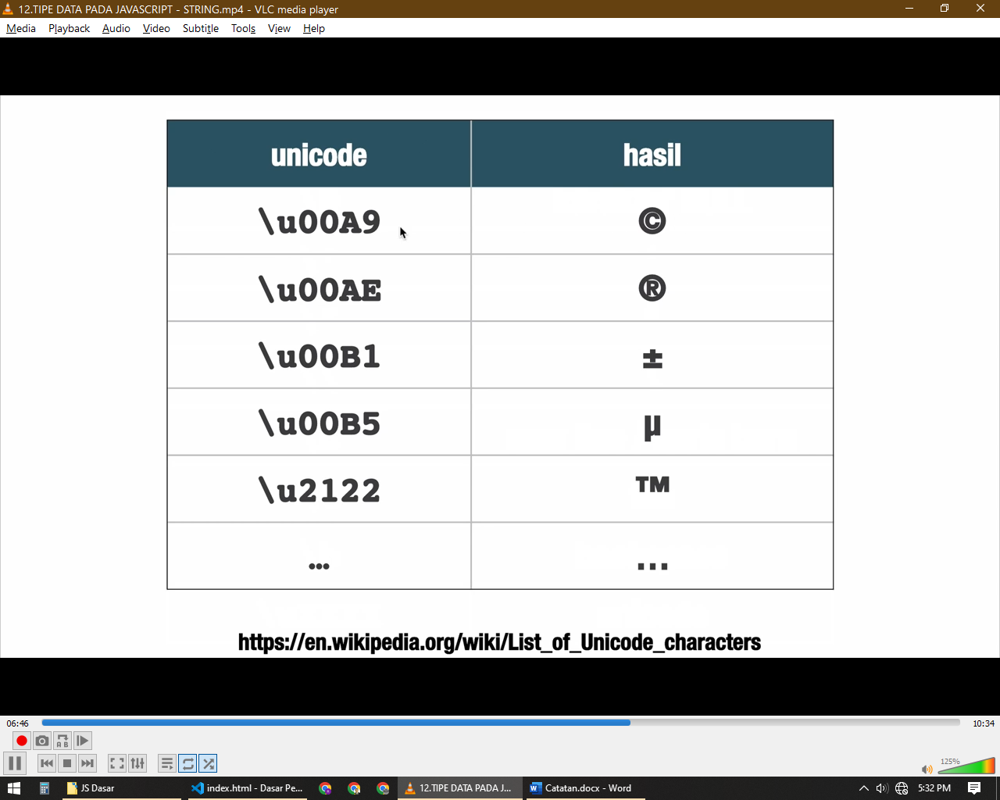 12.TIPE DATA PADA JAVASCRIPT - STRING.mp4 - VLC media player
Media Playback Audio Video Subtitle Tools View Help
unicode hasil
\u00A9 ©
\u00AE ®
\u00B1 ±
\u00B5 µ
\u2122 ™
... ...
https://en.wikipedia.org/wiki/List_of_Unicode_characters
06:46 10:34
A B
125%
JS Dasar index.html - Dasar Pe... 12.TIPE DATA PADA J... Catatan.docx - Word 5:32 PM